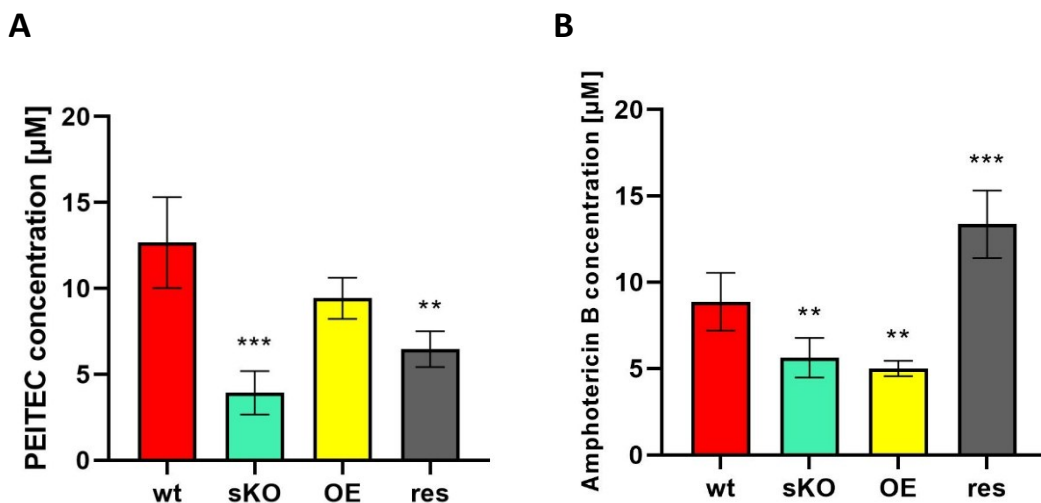 A
PEITEC concentration [µM]
20
15
10
5
0
***
**
wt sKO OE res
B
Amphotericin B concentration [µM]
20
15
10
5
0
**
**
***
wt sKO OE res